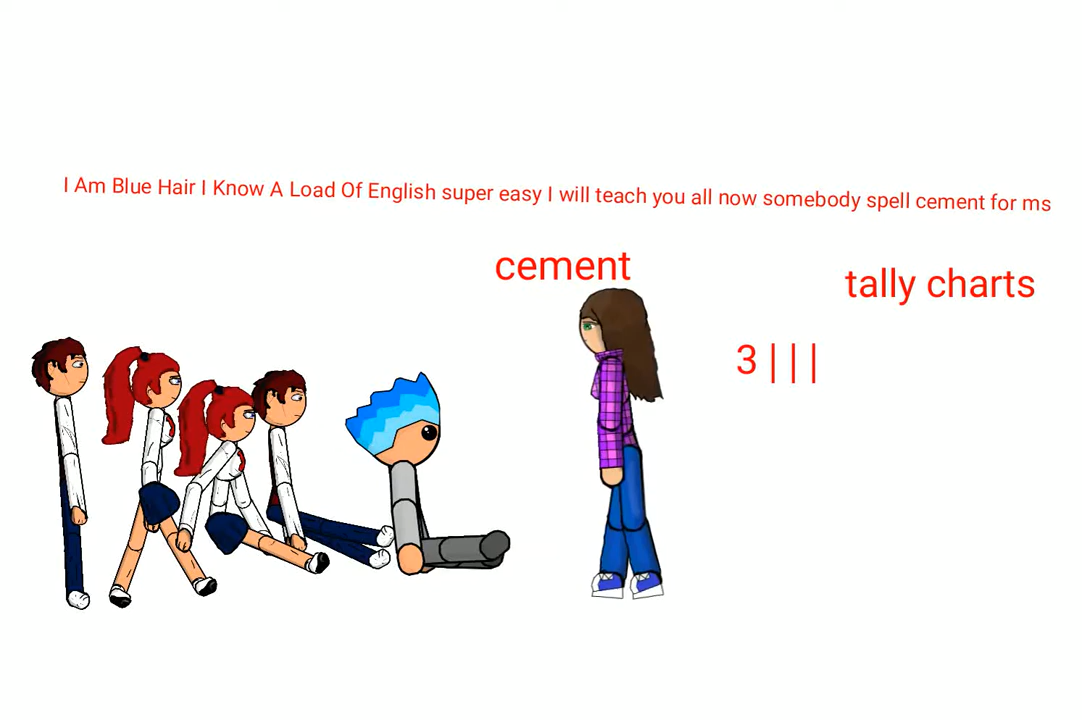 I Am Blue Hair I Know A Load Of English super easy I will teach you all now somebody spell cement for ms
cement
tally charts
3 | | |